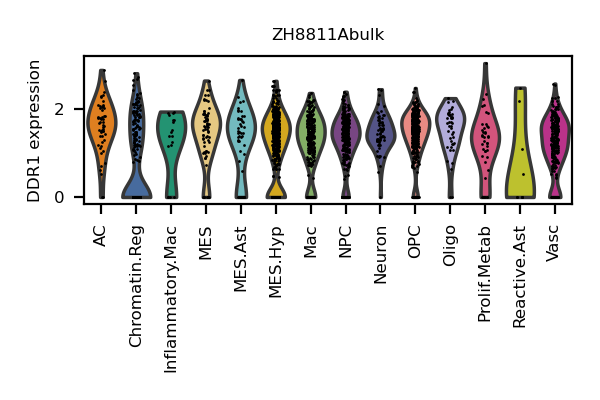 ZH8811Abulk
DDR1 expression
2
0
AC
Chromatin.Reg
Inflammatory.Mac
MES
MES.Ast
MES.Hyp
Mac
NPC
Neuron
OPC
Oligo
Prolif.Metab
Reactive.Ast
Vasc